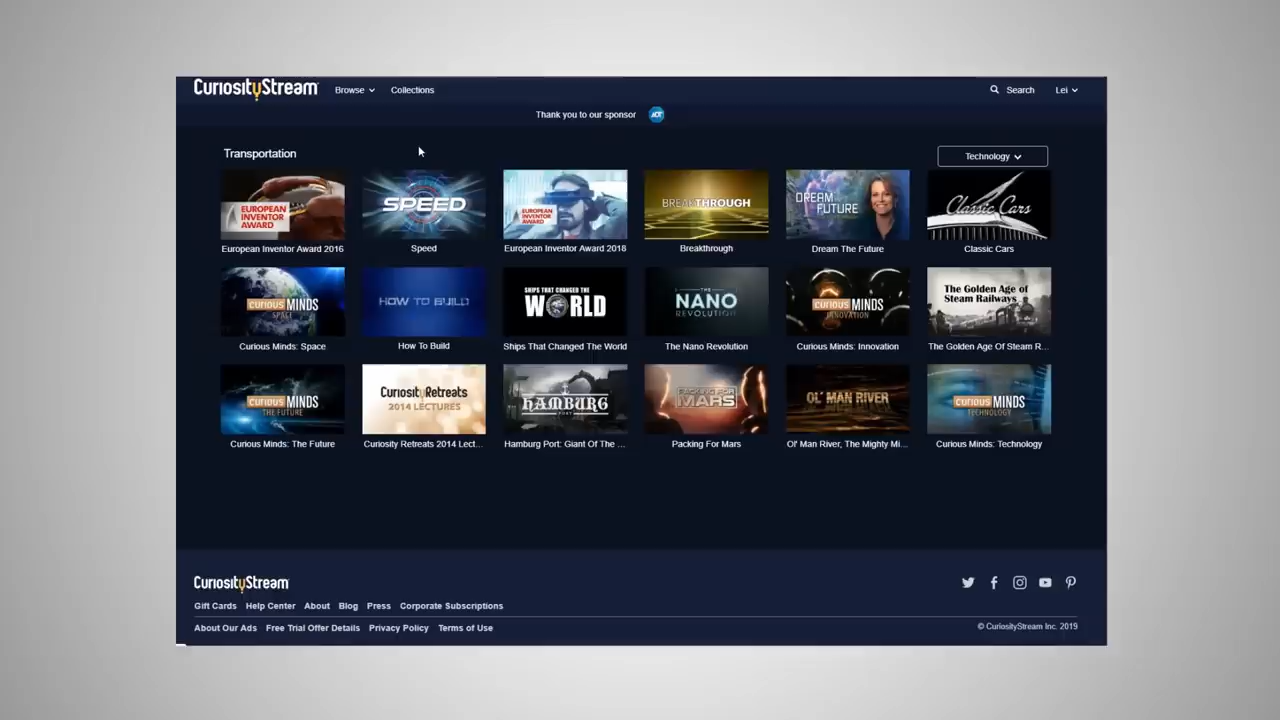 CuriosityStream
Browse Collections
Search Lei
Thank you to our sponsor ADT
Transportation
Technology
EUROPEAN
INVENTOR
AWARD
SPEED
EUROPEAN
INVENTOR
AWARD
BREAKTHROUGH
DREAM THE
FUTURE
Classic Cars
European Inventor Award 2016
Speed
European Inventor Award 2018
Breakthrough
Dream The Future
Classic Cars
curious MINDS
SPACE
HOW TO BUILD
SHIPS THAT CHANGED THE
WORLD
THE
NANO
REVOLUTION
curious MINDS
INNOVATION
The Golden Age of
Steam Railways
Curious Minds: Space
How To Build
Ships That Changed The World
The Nano Revolution
Curious Minds: Innovation
The Golden Age Of Steam R...
curious MINDS
THE FUTURE
Curiosity Retreats
2014 LECTURES
HAMBURG
PORT
PACKING FOR
MARS
OL' MAN RIVER
curious MINDS
TECHNOLOGY
Curious Minds: The Future
Curiosity Retreats 2014 Lect...
Hamburg Port: Giant Of The ...
Packing For Mars
Ol' Man River, The Mighty Mi...
Curious Minds: Technology
CuriosityStream
Gift Cards Help Center About Blog Press Corporate Subscriptions
About Our Ads Free Trial Offer Details Privacy Policy Terms of Use
© CuriosityStream Inc. 2019